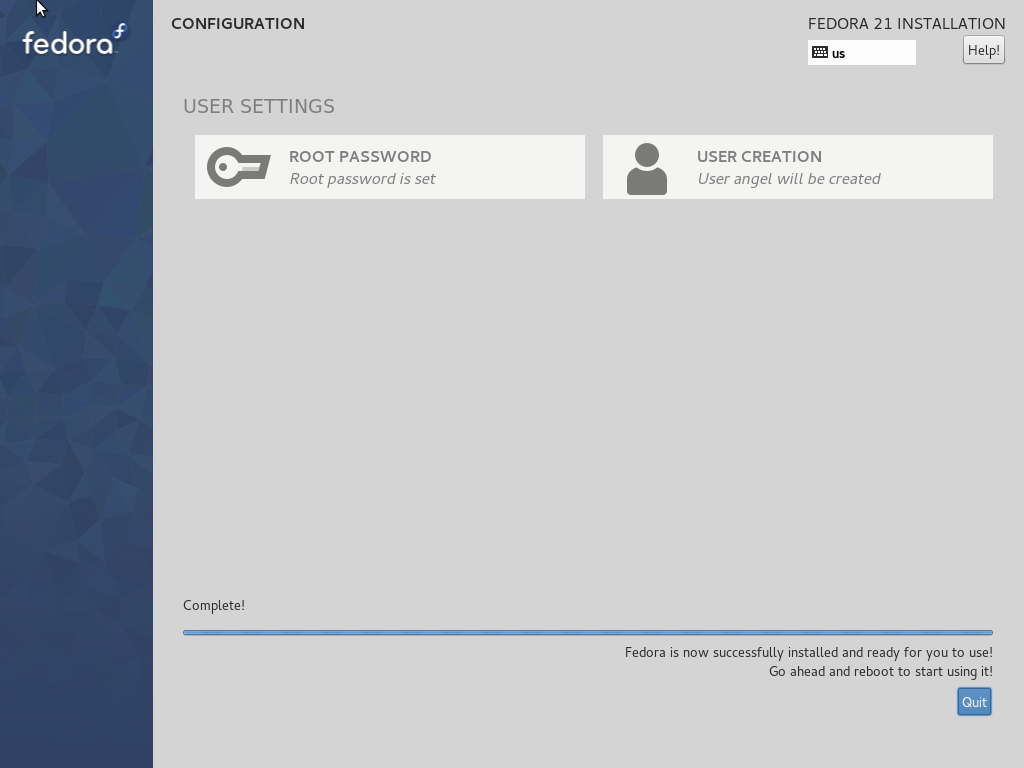 fedora
CONFIGURATION
FEDORA 21 INSTALLATION
us
Help!
USER SETTINGS
ROOT PASSWORD
Root password is set
USER CREATION
User angel will be created
Complete!
Fedora is now successfully installed and ready for you to use!
Go ahead and reboot to start using it!
Quit